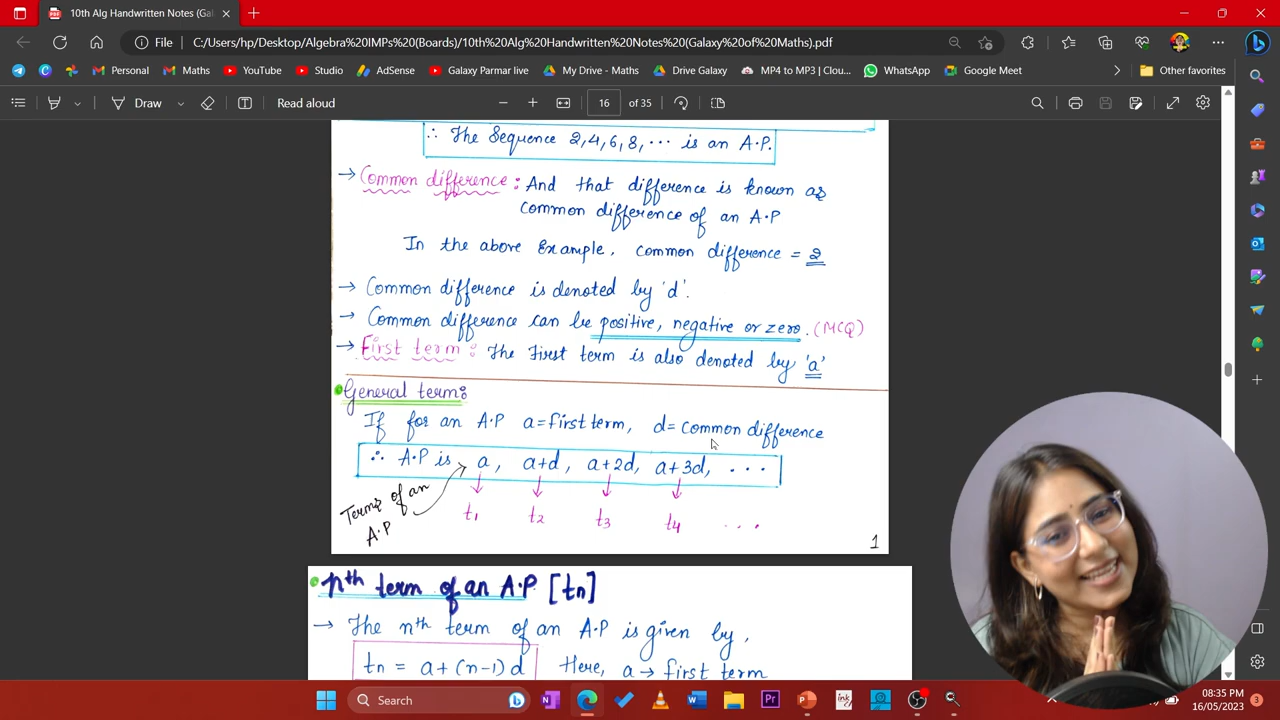 10th Alg Handwritten Notes (Gal
File
C:/Users/hp/Desktop/Algebra%20IMPs%20(Boards)/10th%20Alg%20Handwritten%20Notes%20(Galaxy%20of%20Maths).pdf
Personal
Maths
YouTube
Studio
AdSense
Galaxy Parmar live
My Drive - Maths
Drive Galaxy
MP4 to MP3 | Clou...
WhatsApp
Google Meet
Other favorites
Draw
Read aloud
16 of 35
∴ The Sequence 2,4,6,8,... is an A.P.
→ Common difference: And that difference is known as
common difference of an A.P
In the above Example, common difference = 2
→ Common difference is denoted by 'd'.
→ Common difference can be positive, negative or zero. (MCQ)
→ First term: The First term is also denoted by 'a'
General term:
If for an A.P a=first term, d= common difference
∴ A.P is a, a+d, a+2d, a+3d, ...
Terms of an
A.P
t₁ t₂ t₃ t₄ ...
1
nth term of an A.P. [tn]
→ The nth term of an A.P is given by,
tn = a+(n-1)d Here, a→ first term
Search
08:35 PM
16/05/2023
3